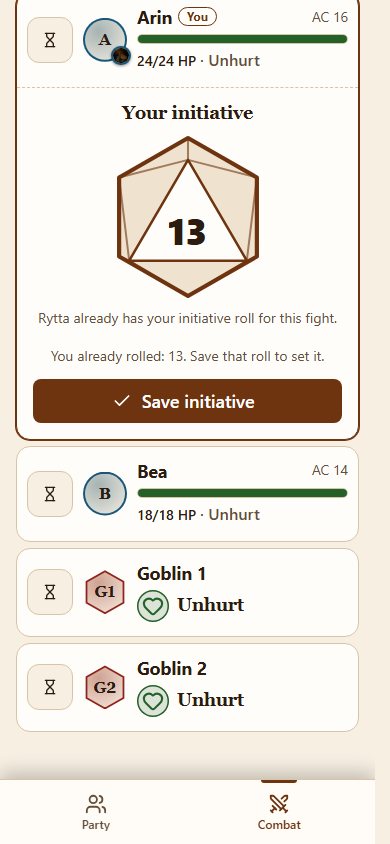 Arin You AC 16
A
24/24 HP · Unhurt
Your initiative
13
Rytta already has your initiative roll for this fight.
You already rolled: 13. Save that roll to set it.
Save initiative
Bea AC 14
B
18/18 HP · Unhurt
Goblin 1
G1
Unhurt
Goblin 2
G2
Unhurt
Party Combat